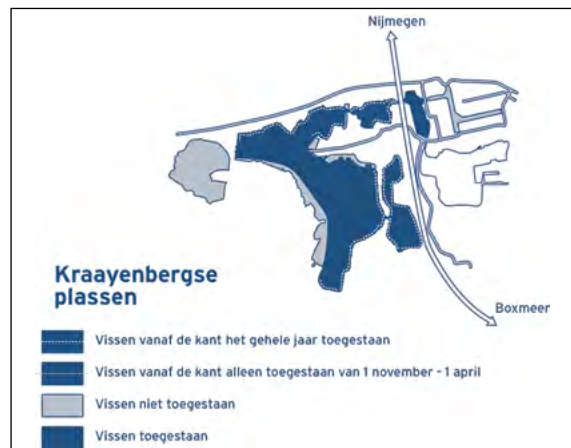 Nijmegen
Kraayenbergse
plassen
Boxmeer
Vissen vanaf de kant het gehele jaar toegestaan
Vissen vanaf de kant alleen toegestaan van 1 november - 1 april
Vissen niet toegestaan
Vissen toegestaan